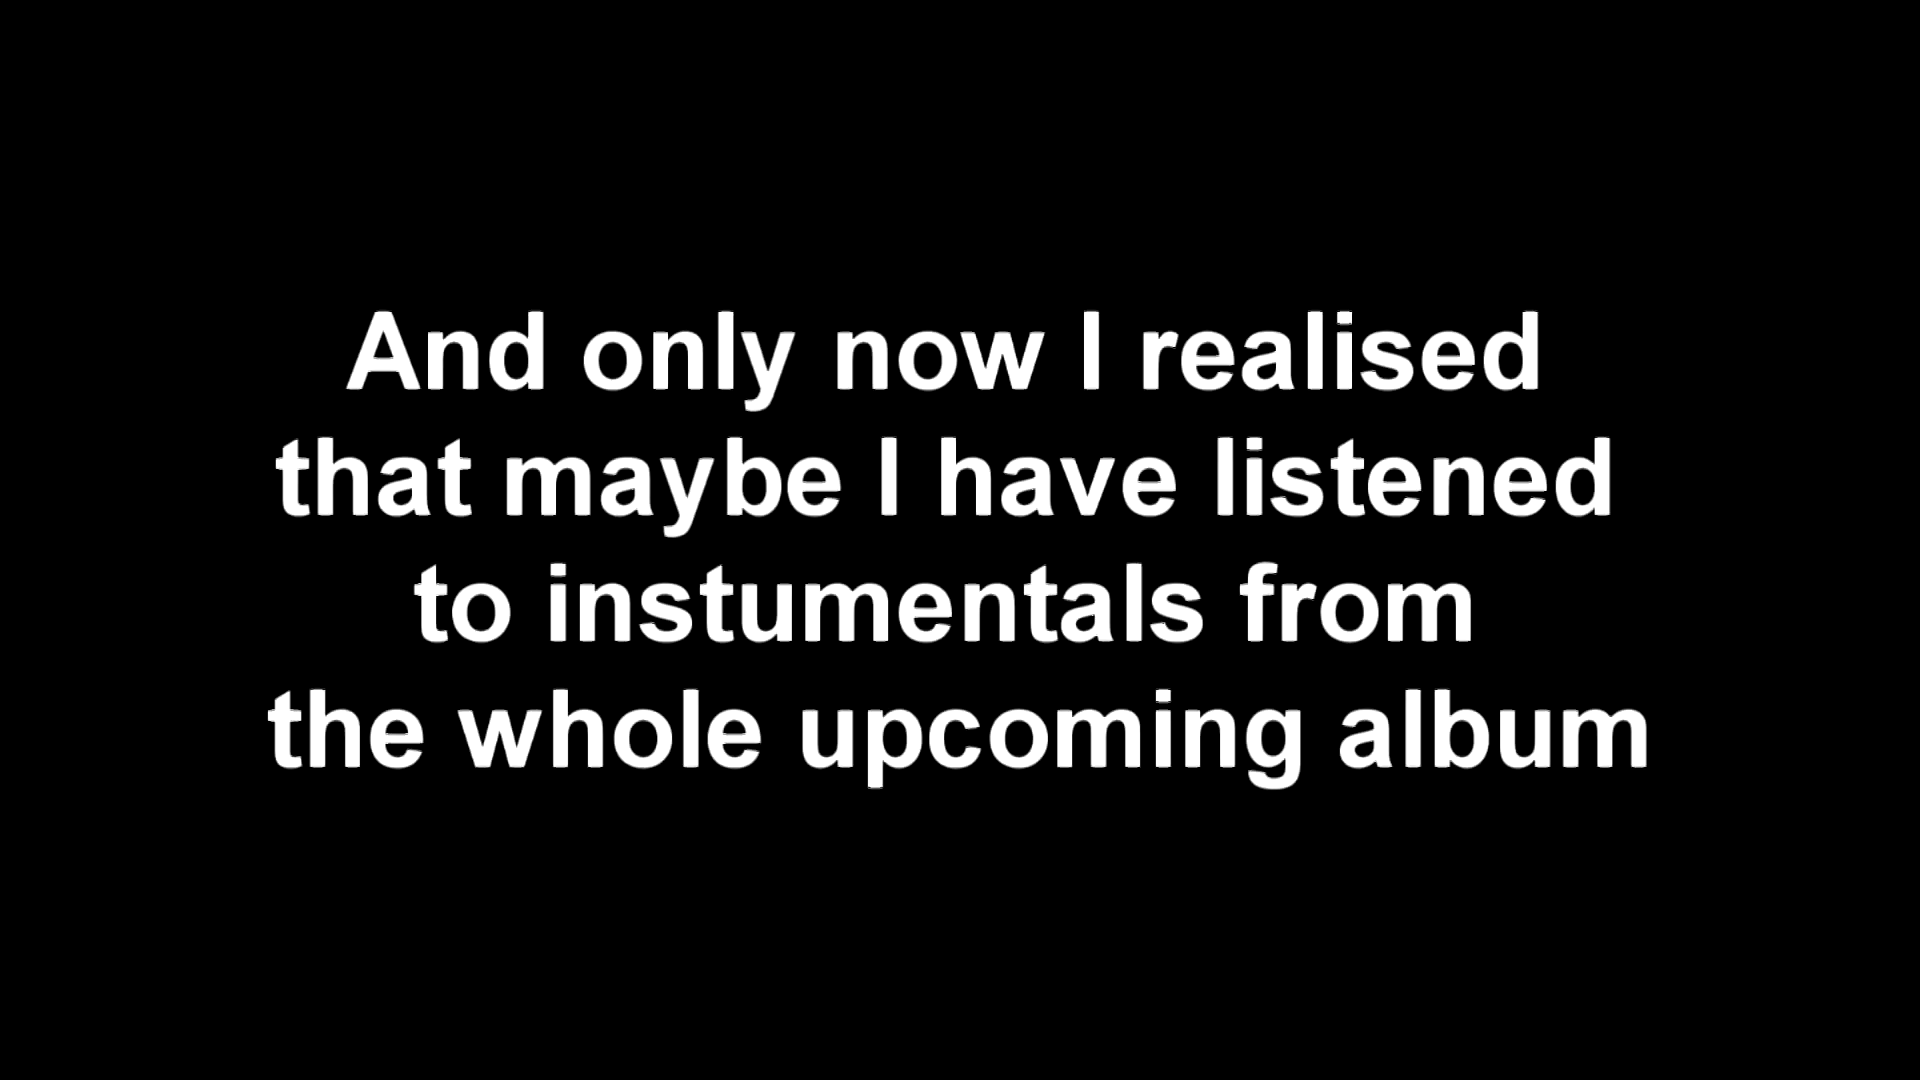 And only now I realised
that maybe I have listened
to instumentals from
the whole upcoming album